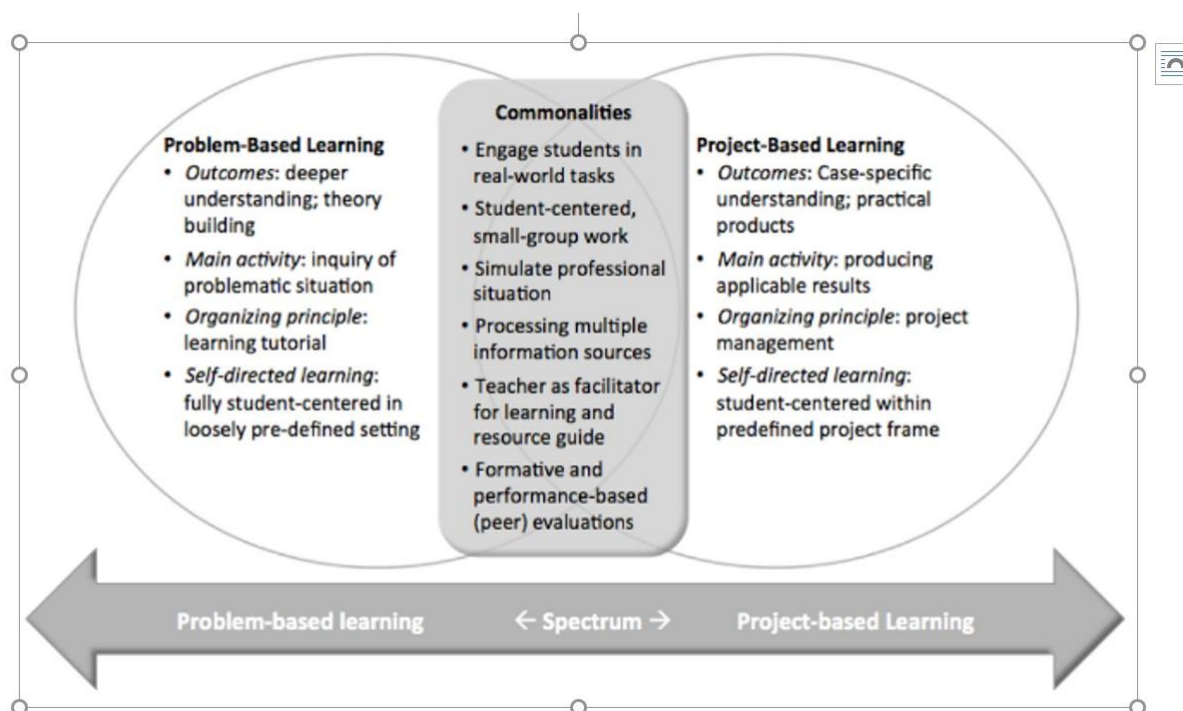 Problem-Based Learning
• Outcomes: deeper
understanding; theory
building
• Main activity: inquiry of
problematic situation
• Organizing principle:
learning tutorial
• Self-directed learning:
fully student-centered in
loosely pre-defined setting
Commonalities
• Engage students in
real-world tasks
• Student-centered,
small-group work
• Simulate professional
situation
• Processing multiple
information sources
• Teacher as facilitator
for learning and
resource guide
• Formative and
performance-based
(peer) evaluations
Project-Based Learning
• Outcomes: Case-specific
understanding; practical
products
• Main activity: producing
applicable results
• Organizing principle: project
management
• Self-directed learning:
student-centered within
predefined project frame
Problem-based learning ← Spectrum → Project-based Learning